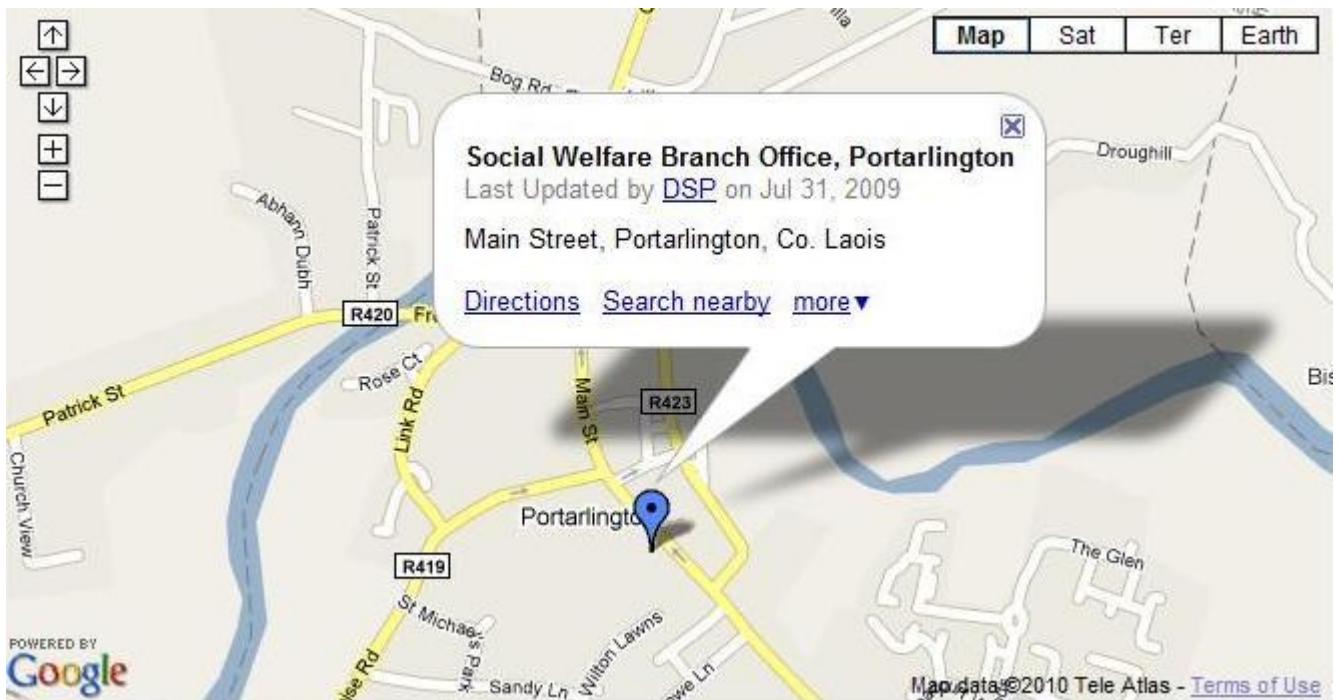 Map Sat Ter Earth
Bog Rd
Social Welfare Branch Office, Portarlington
Last Updated by DSP on Jul 31, 2009
Main Street, Portarlington, Co. Laois
Directions Search nearby more▼
Droughill
Abhann Dubh
Patrick St
R420
Rose Ct
Patrick St
Link Rd
Main St
R423
Church View
Portarlingto
R419
The Glen
St Michael's Park
Wilton Lawns
Sandy Ln
POWERED BY
Google
Map data ©2010 Tele Atlas - Terms of Use